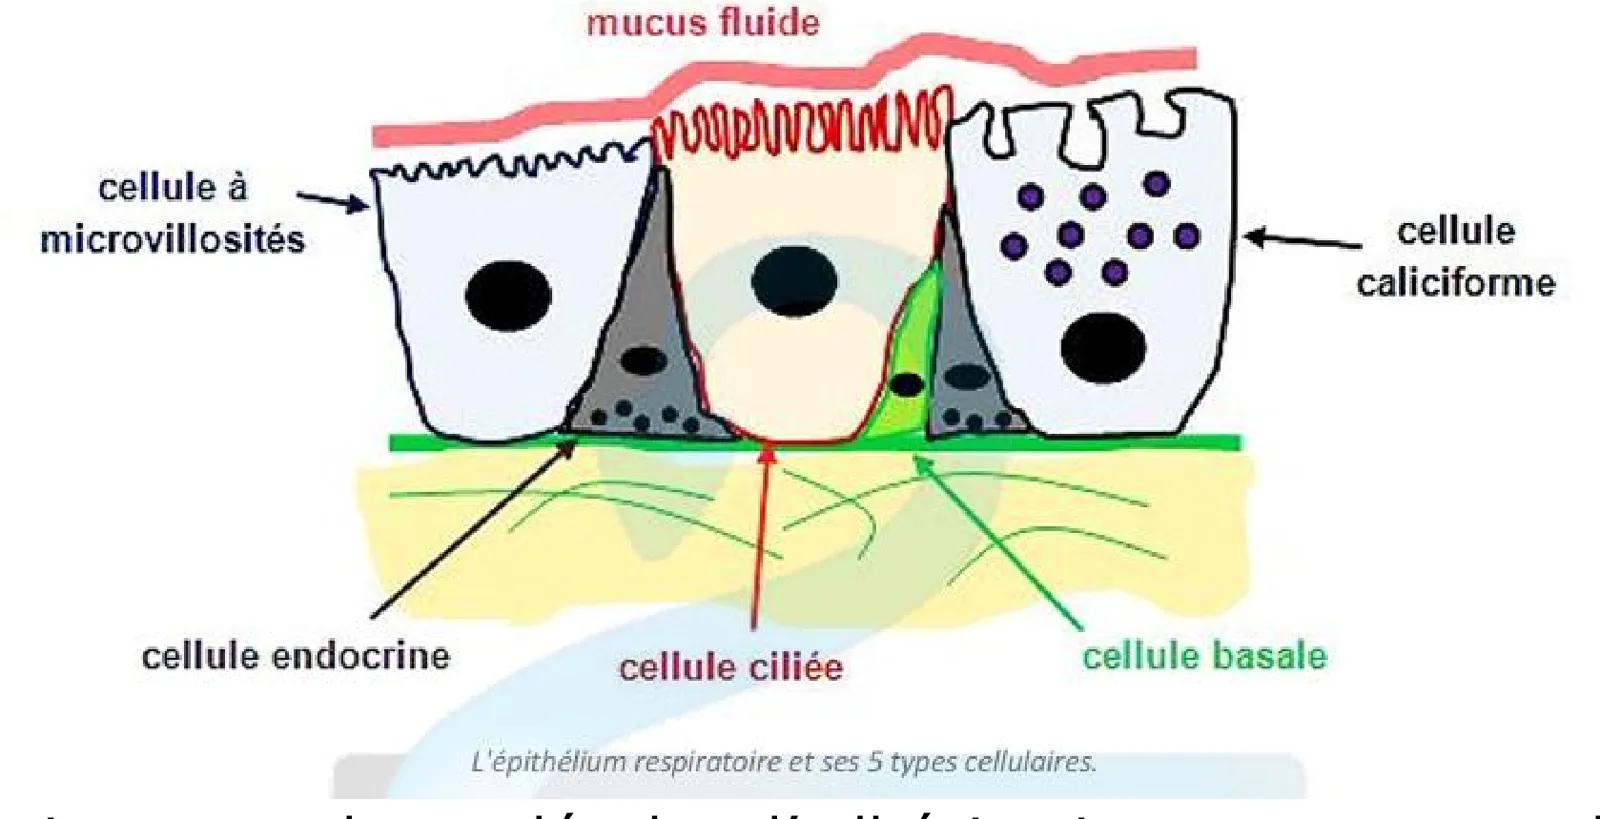 mucus fluide
cellule à
microvillosités
cellule
caliciforme
cellule endocrine
cellule ciliée
cellule basale
L'épithélium respiratoire et ses 5 types cellulaires.